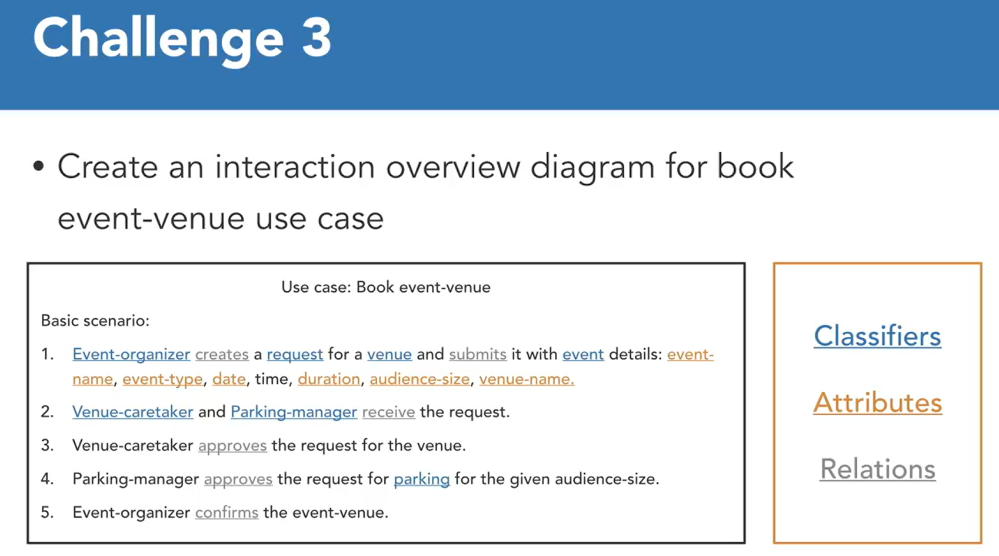 Challenge 3
• Create an interaction overview diagram for book
event-venue use case
Use case: Book event-venue
Basic scenario:
1. Event-organizer creates a request for a venue and submits it with event details: event-
name, event-type, date, time, duration, audience-size, venue-name.
2. Venue-caretaker and Parking-manager receive the request.
3. Venue-caretaker approves the request for the venue.
4. Parking-manager approves the request for parking for the given audience-size.
5. Event-organizer confirms the event-venue.
Classifiers
Attributes
Relations